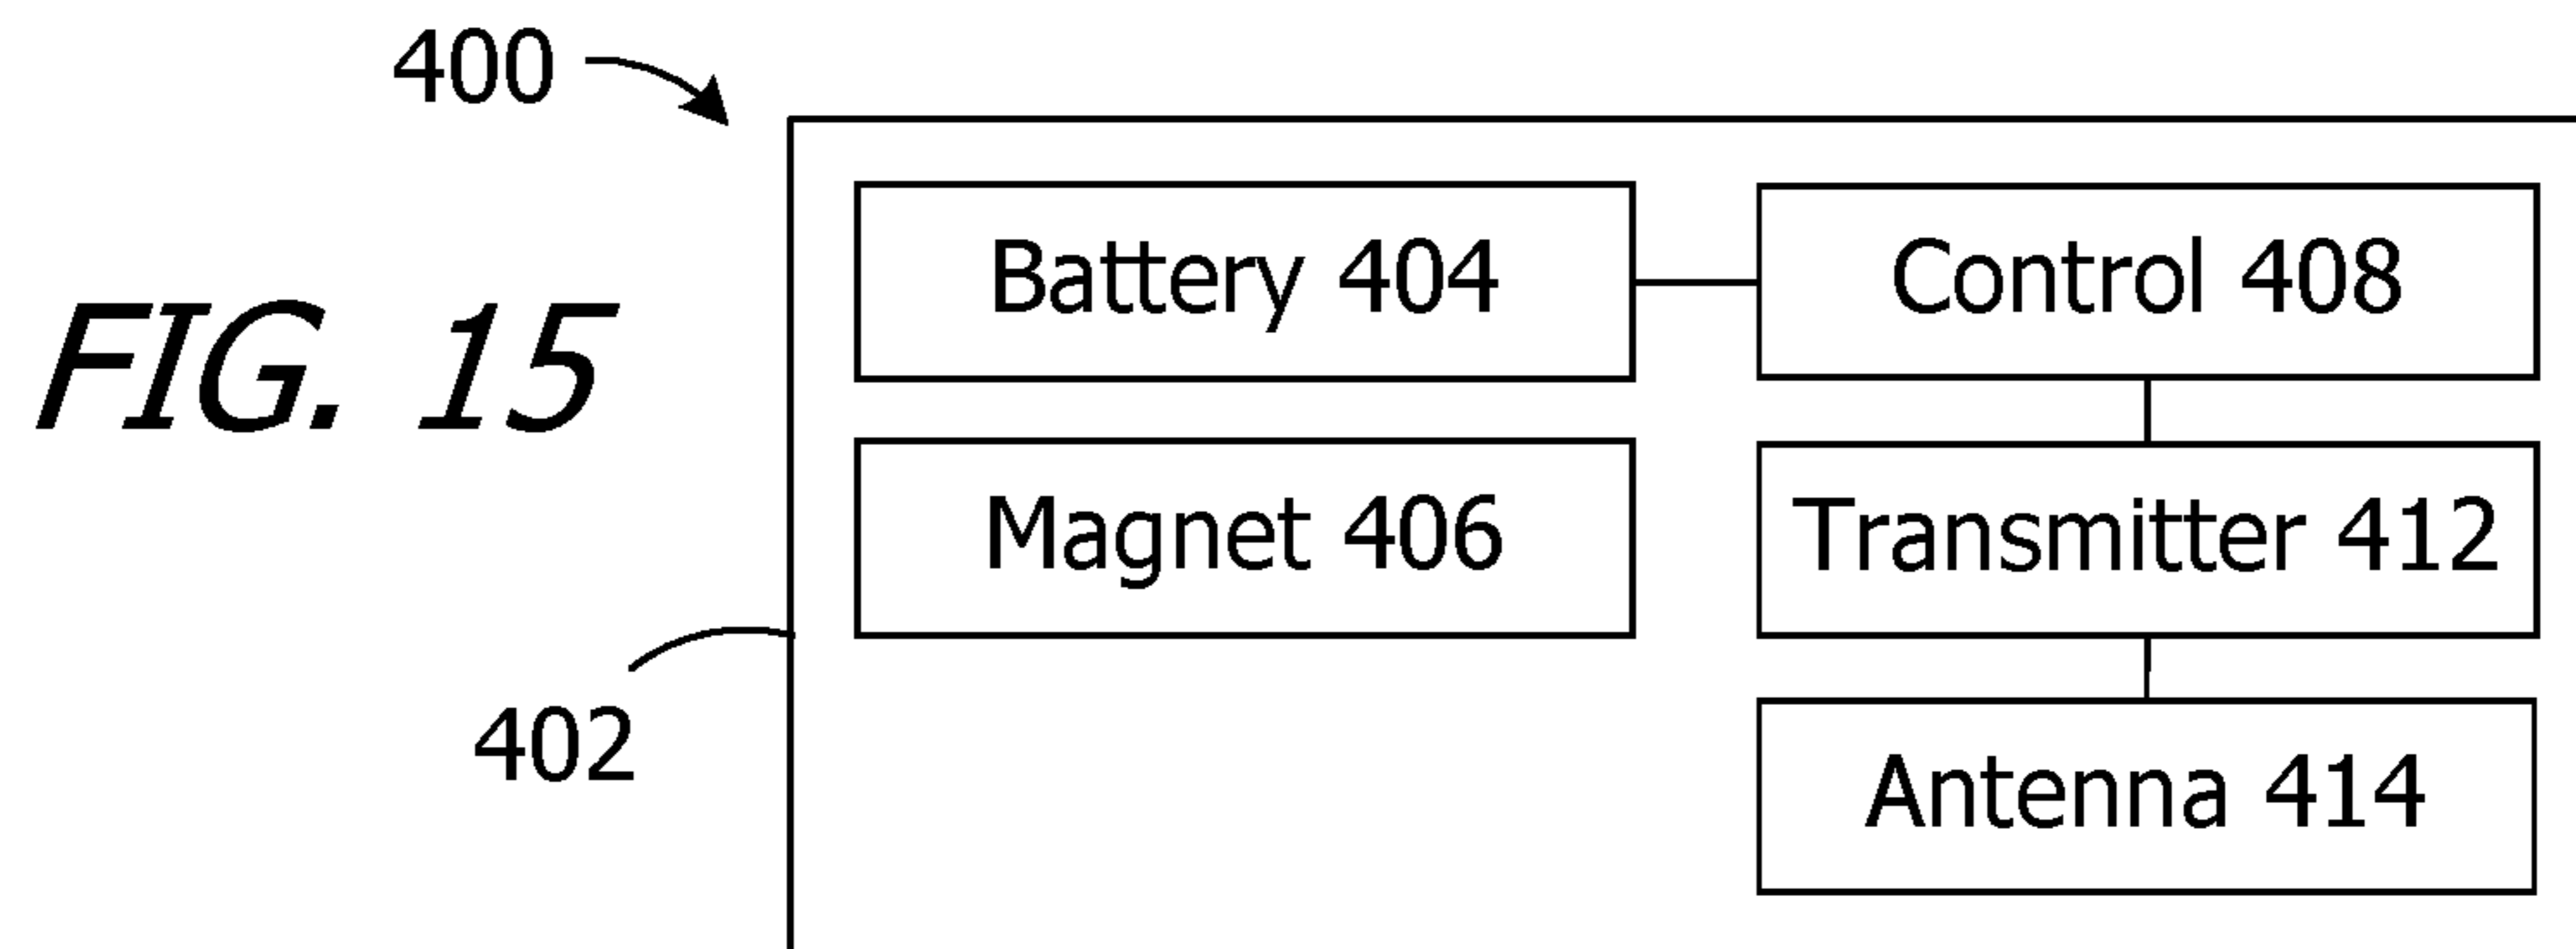 400
FIG. 15
Battery 404
Control 408
Magnet 406
Transmitter 412
402
Antenna 414